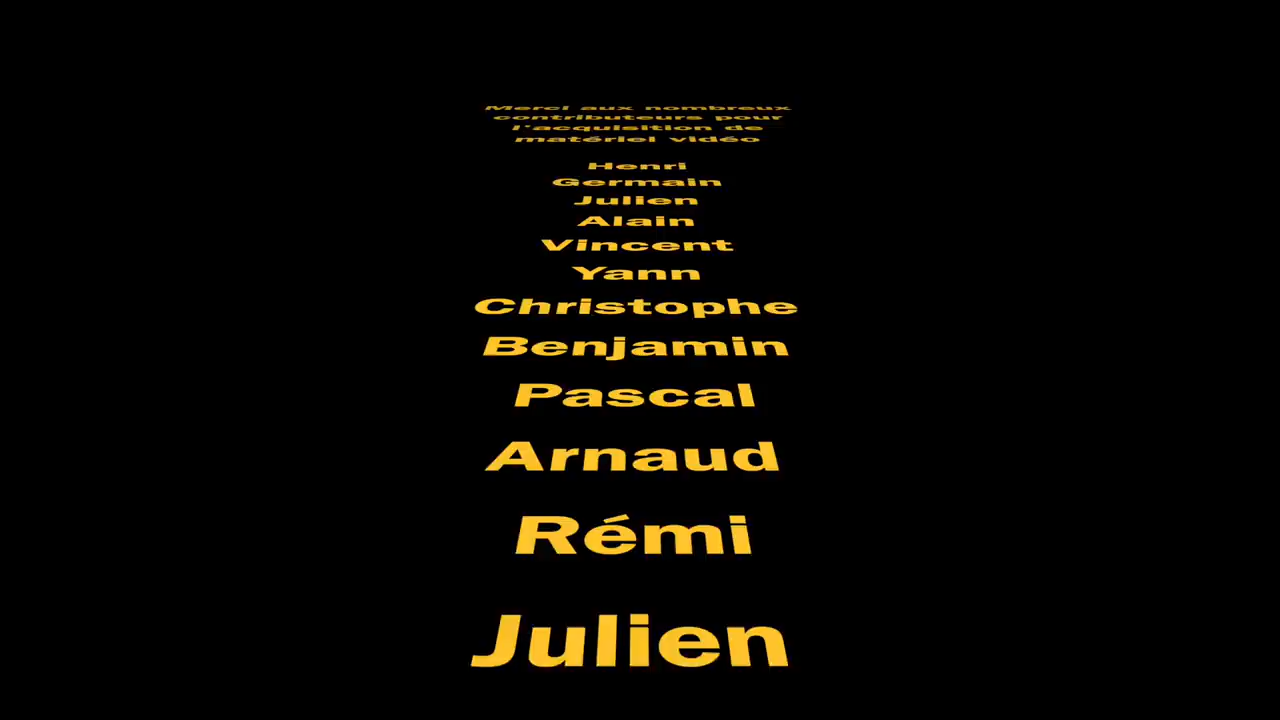 Merci aux nombreux
contributeurs pour
l'acquisition de
matériel vidéo
Henri
Germain
Julien
Alain
Vincent
Yann
Christophe
Benjamin
Pascal
Arnaud
Rémi
Julien